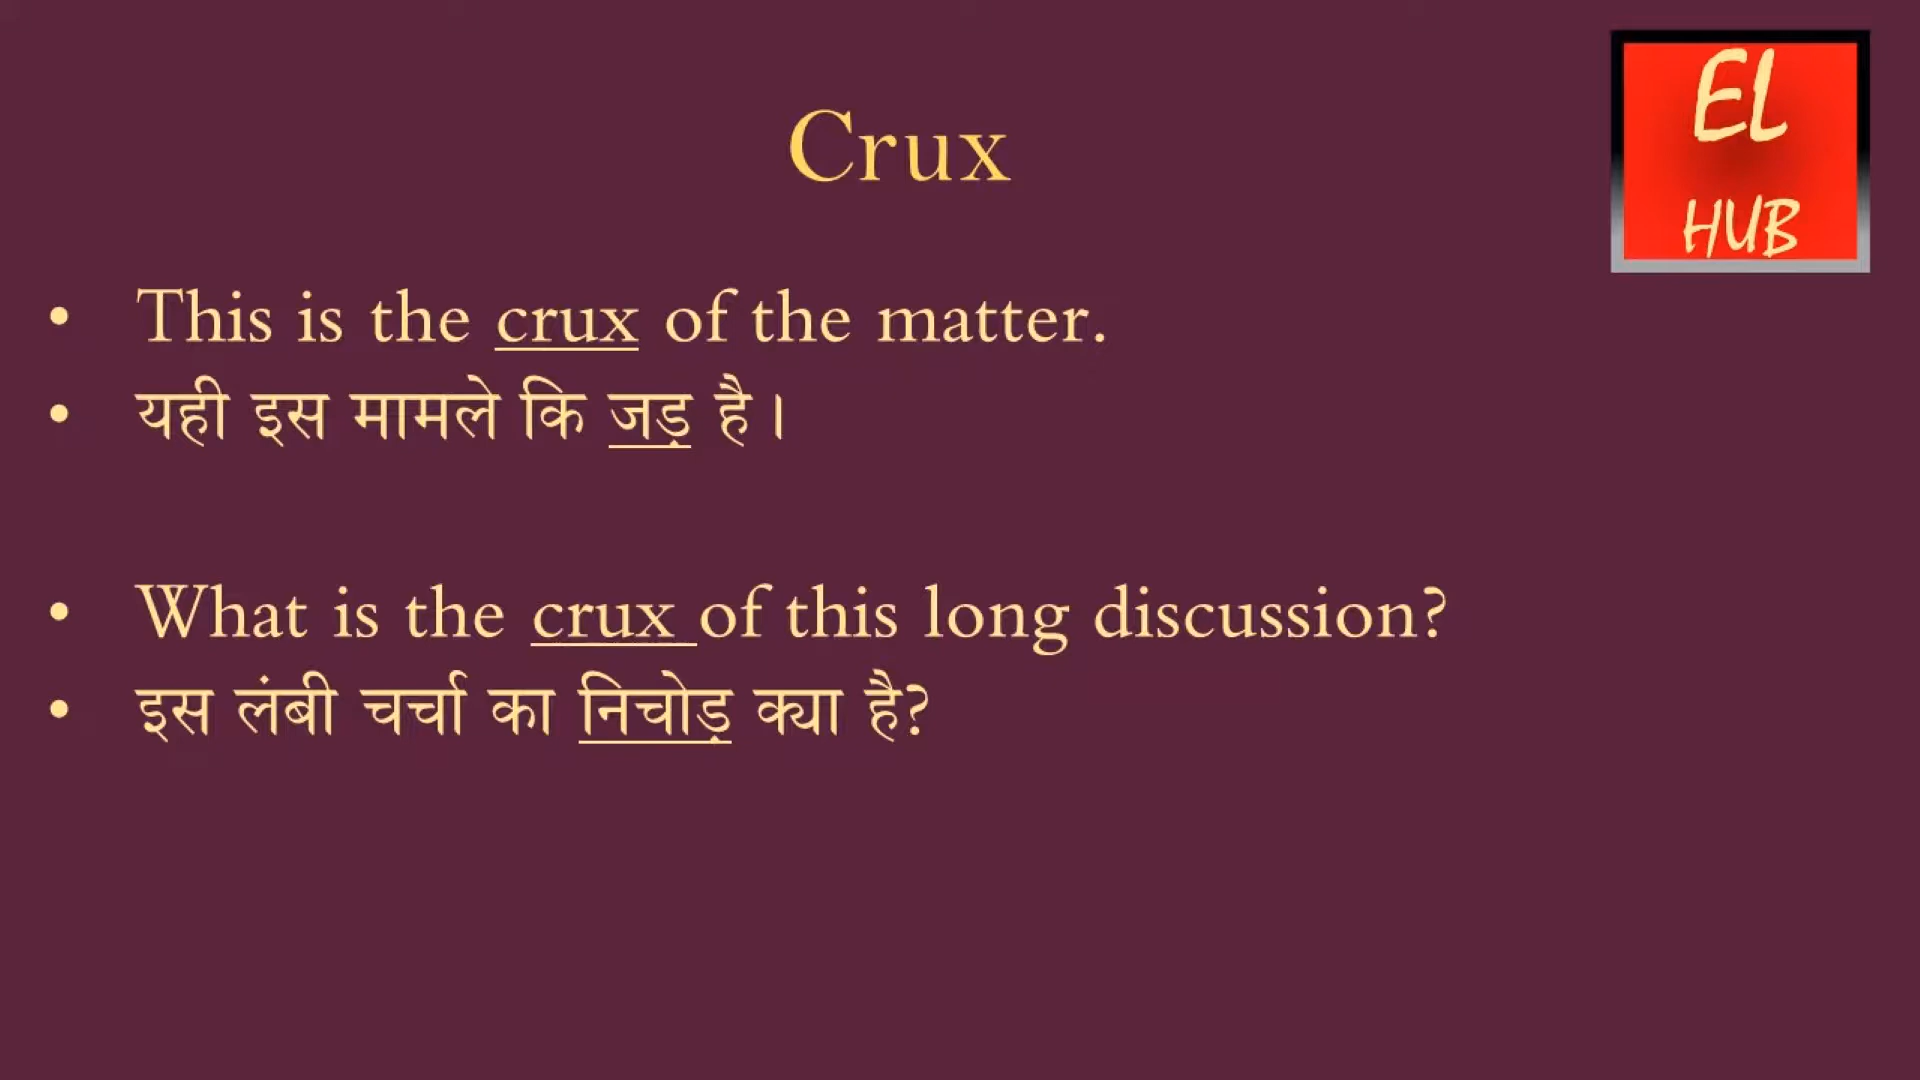 EL
HUB
Crux
• This is the crux of the matter.
• यही इस मामले कि जड़ है।
• What is the crux of this long discussion?
• इस लंबी चर्चा का निचोड़ क्या है?